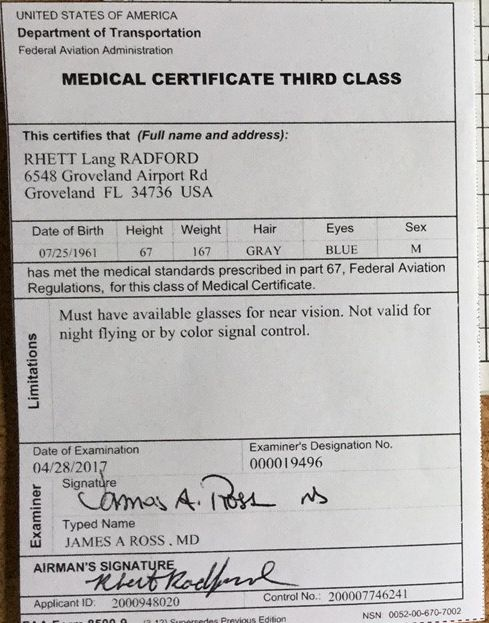 UNITED STATES OF AMERICA
Department of Transportation
Federal Aviation Administration
MEDICAL CERTIFICATE THIRD CLASS
This certifies that (Full name and address):
RHETT Lang RADFORD
6548 Groveland Airport Rd
Groveland FL 34736 USA
Date of Birth Height Weight Hair Eyes Sex
07/25/1961 67 167 GRAY BLUE M
has met the medical standards prescribed in part 67, Federal Aviation
Regulations, for this class of Medical Certificate.
Limitations
Must have available glasses for near vision. Not valid for
night flying or by color signal control.
Examiner
Date of Examination
04/28/2017
Examiner's Designation No.
000019496
Signature
James A. Ross
Typed Name
JAMES A ROSS , MD
AIRMAN'S SIGNATURE
Rhett Radford
Applicant ID: 2000948020
Control No.: 200007746241
FAA Form 8500-9 Supersedes Previous Edition
NSN 0052-00-670-7002